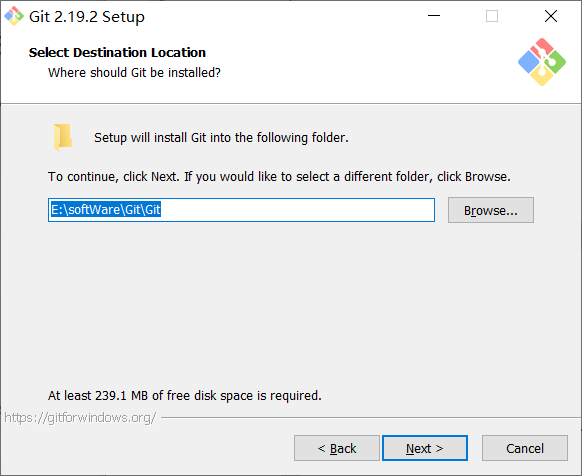 Git 2.19.2 Setup
Select Destination Location
Where should Git be installed?
Setup will install Git into the following folder.
To continue, click Next. If you would like to select a different folder, click Browse.
E:\softWare\Git\Git
Browse...
At least 239.1 MB of free disk space is required.
https://gitforwindows.org/
< Back
Next >
Cancel